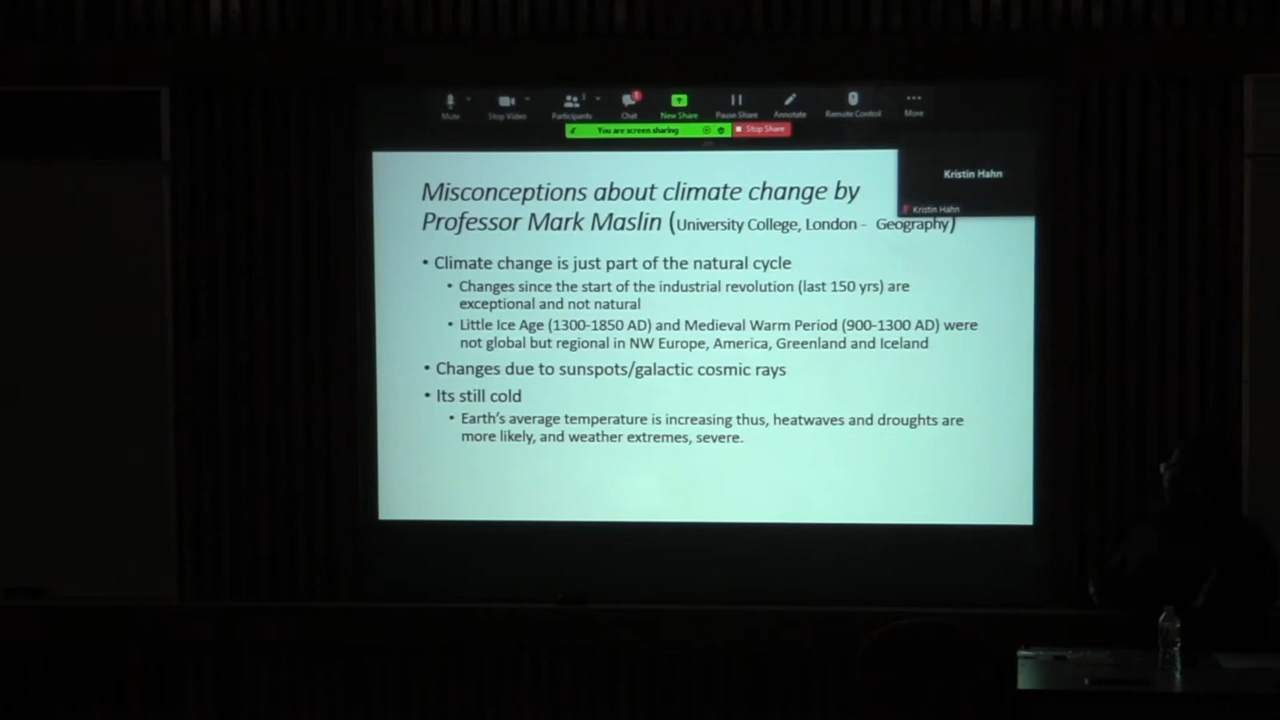 Mute
Stop Video
Participants
1
Chat
1
New Share
Pause Share
Annotate
Remote Control
More
You are screen sharing
Stop Share
Kristin Hahn
Kristin Hahn
Misconceptions about climate change by
Professor Mark Maslin (University College, London - Geography)
• Climate change is just part of the natural cycle
• Changes since the start of the industrial revolution (last 150 yrs) are
exceptional and not natural
• Little Ice Age (1300-1850 AD) and Medieval Warm Period (900-1300 AD) were
not global but regional in NW Europe, America, Greenland and Iceland
• Changes due to sunspots/galactic cosmic rays
• Its still cold
• Earth's average temperature is increasing thus, heatwaves and droughts are
more likely, and weather extremes, severe.